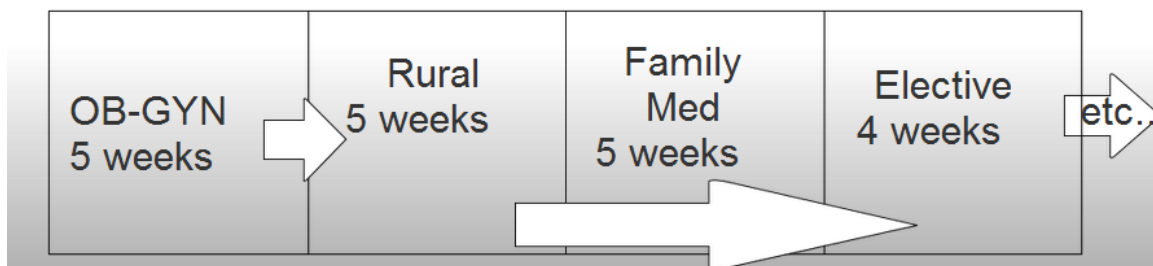 OB-GYN
5 weeks
Rural
5 weeks
Family
Med
5 weeks
Elective
4 weeks
etc..